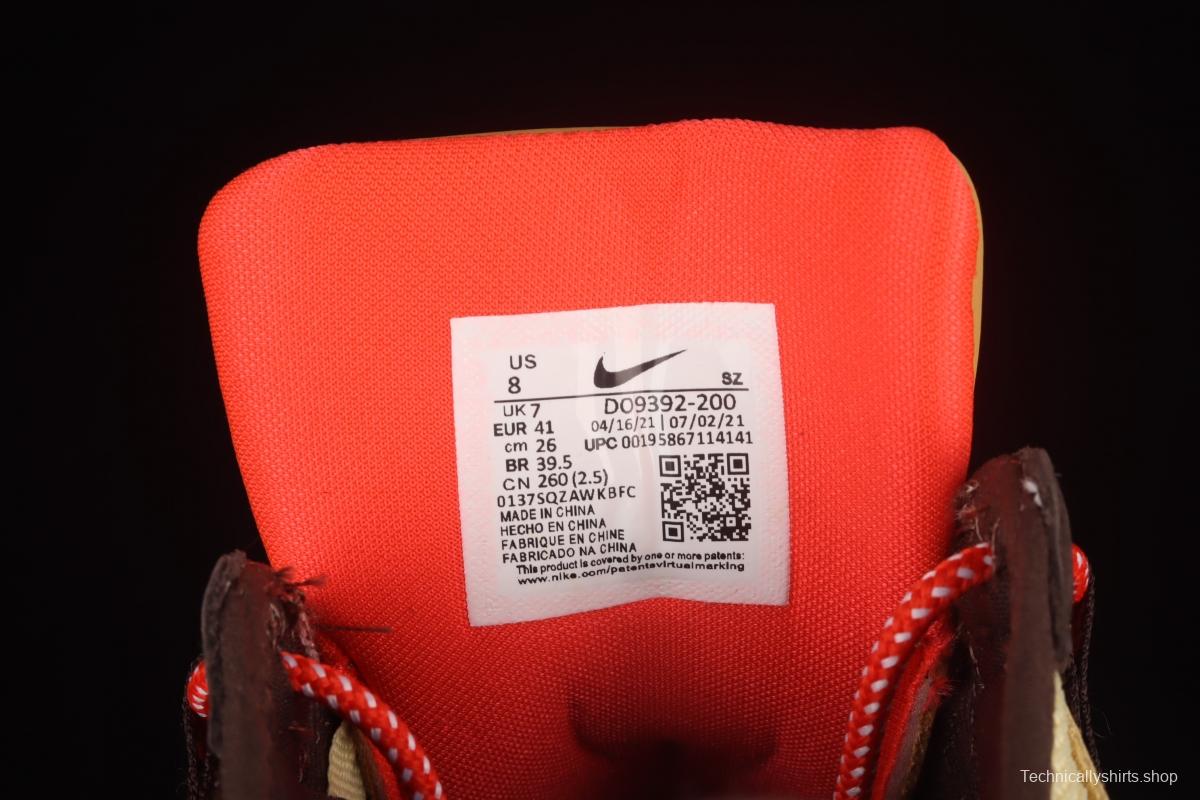 US
8
SZ
UK 7
DO9392-200
EUR 41
04/16/21 | 07/02/21
cm 26
UPC 00195867114141
BR 39.5
CN 260 (2.5)
0137SQZAWKBFC
MADE IN CHINA
HECHO EN CHINA
FABRIQUE EN CHINE
FABRICADO NA CHINA
This product is covered by one or more patents:
www.nike.com/patentsvirtualmarking
Technicallyshirts.shop